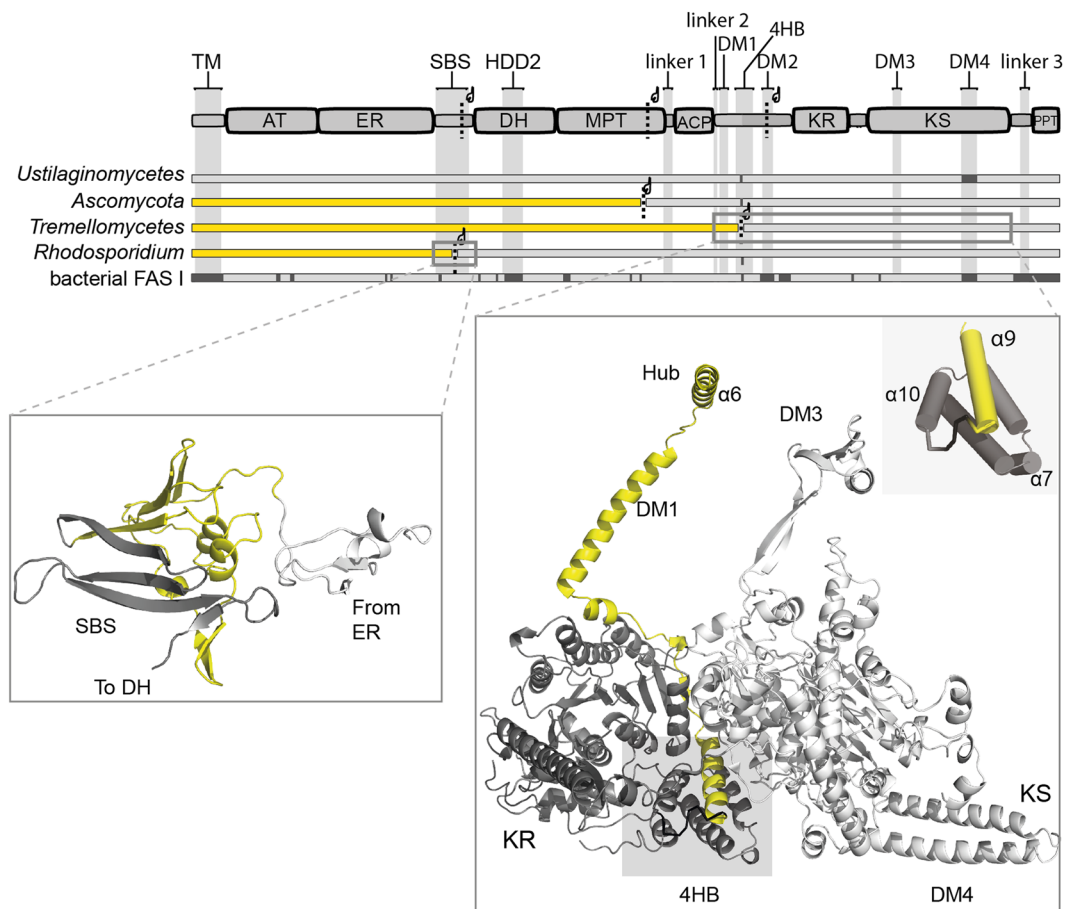 linker 2
4HB
DM1
TM SBS HDD2 linker 1 DM2 DM3 DM4 linker 3
AT ER DH MPT ACP KR KS PPT
Ustilaginomycetes
Ascomycota
Tremellomycetes
Rhodosporidium
bacterial FAS I
α9
Hub
α6
α10
DM3
α7
DM1
From
ER
SBS
To DH
KS
KR
4HB
DM4